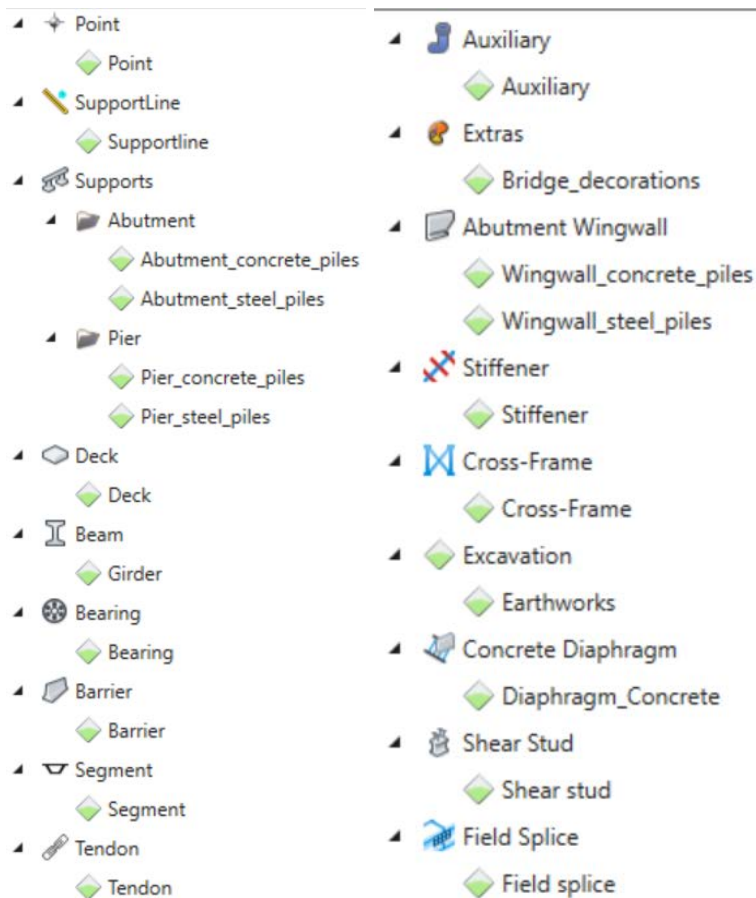 Point
Point
SupportLine
Supportline
Supports
Abutment
Abutment_concrete_piles
Abutment_steel_piles
Pier
Pier_concrete_piles
Pier_steel_piles
Deck
Deck
Beam
Girder
Bearing
Bearing
Barrier
Barrier
Segment
Segment
Tendon
Tendon
Auxiliary
Auxiliary
Extras
Bridge_decorations
Abutment Wingwall
Wingwall_concrete_piles
Wingwall_steel_piles
Stiffener
Stiffener
Cross-Frame
Cross-Frame
Excavation
Earthworks
Concrete Diaphragm
Diaphragm_Concrete
Shear Stud
Shear stud
Field Splice
Field splice